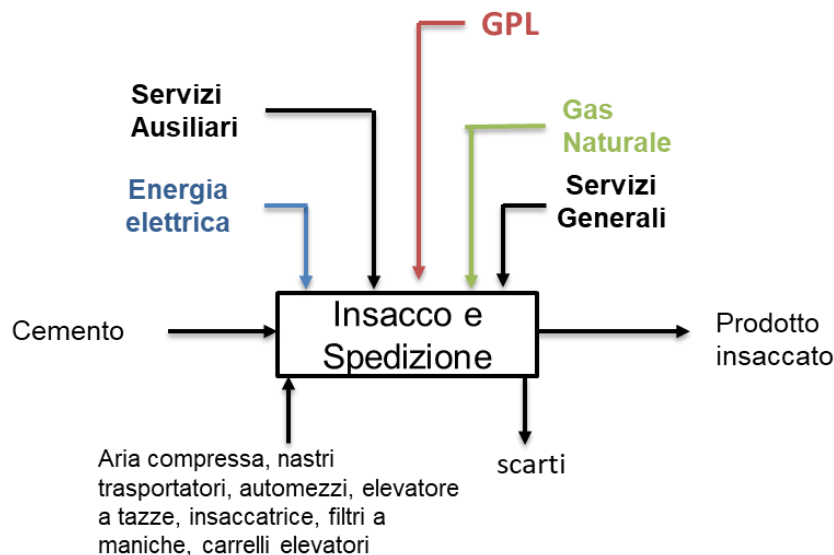 GPL
Servizi
Ausiliari
Gas
Naturale
Energia
elettrica
Servizi
Generali
Cemento
Insacco e
Spedizione
Prodotto
insaccato
Aria compressa, nastri
trasportatori, automezzi, elevatore
a tazze, insaccatrice, filtri a
maniche, carrelli elevatori
scarti